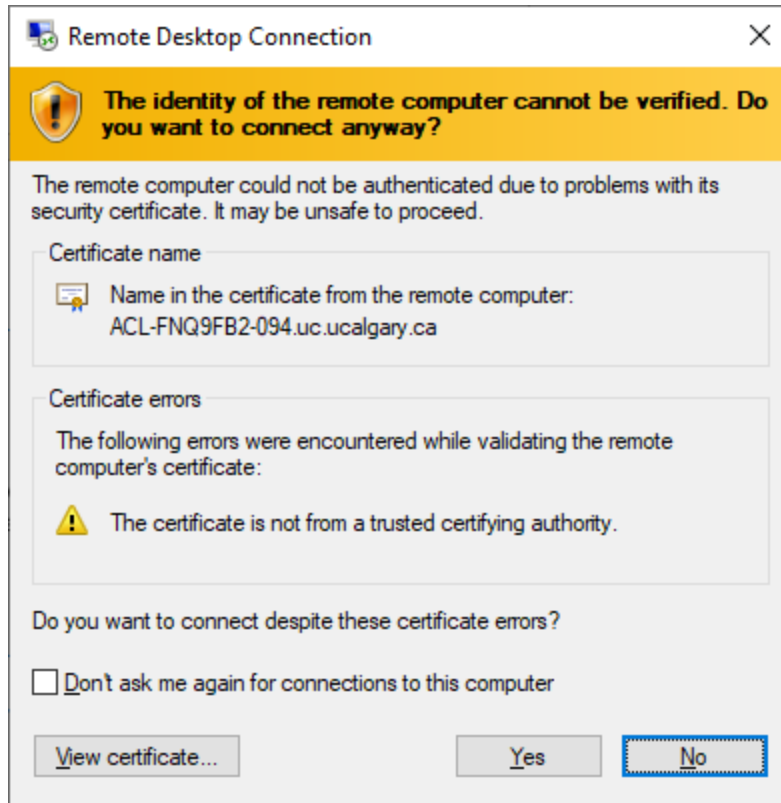 Remote Desktop Connection
The identity of the remote computer cannot be verified. Do
you want to connect anyway?
The remote computer could not be authenticated due to problems with its
security certificate. It may be unsafe to proceed.
Certificate name
Name in the certificate from the remote computer:
ACL-FNQ9FB2-094.uc.ucalgary.ca
Certificate errors
The following errors were encountered while validating the remote
computer's certificate:
The certificate is not from a trusted certifying authority.
Do you want to connect despite these certificate errors?
Don't ask me again for connections to this computer
View certificate... Yes No